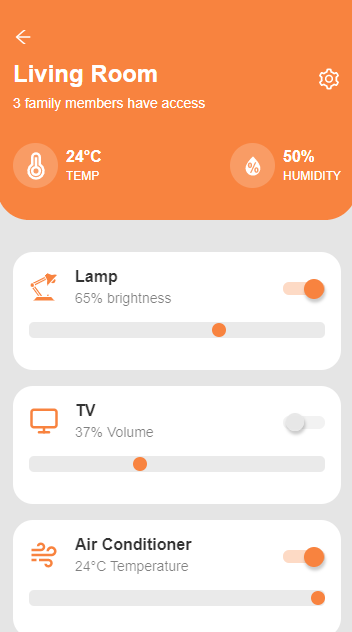 Living Room
3 family members have access
24°C
TEMP
50%
HUMIDITY
Lamp
65% brightness
TV
37% Volume
Air Conditioner
24°C Temperature